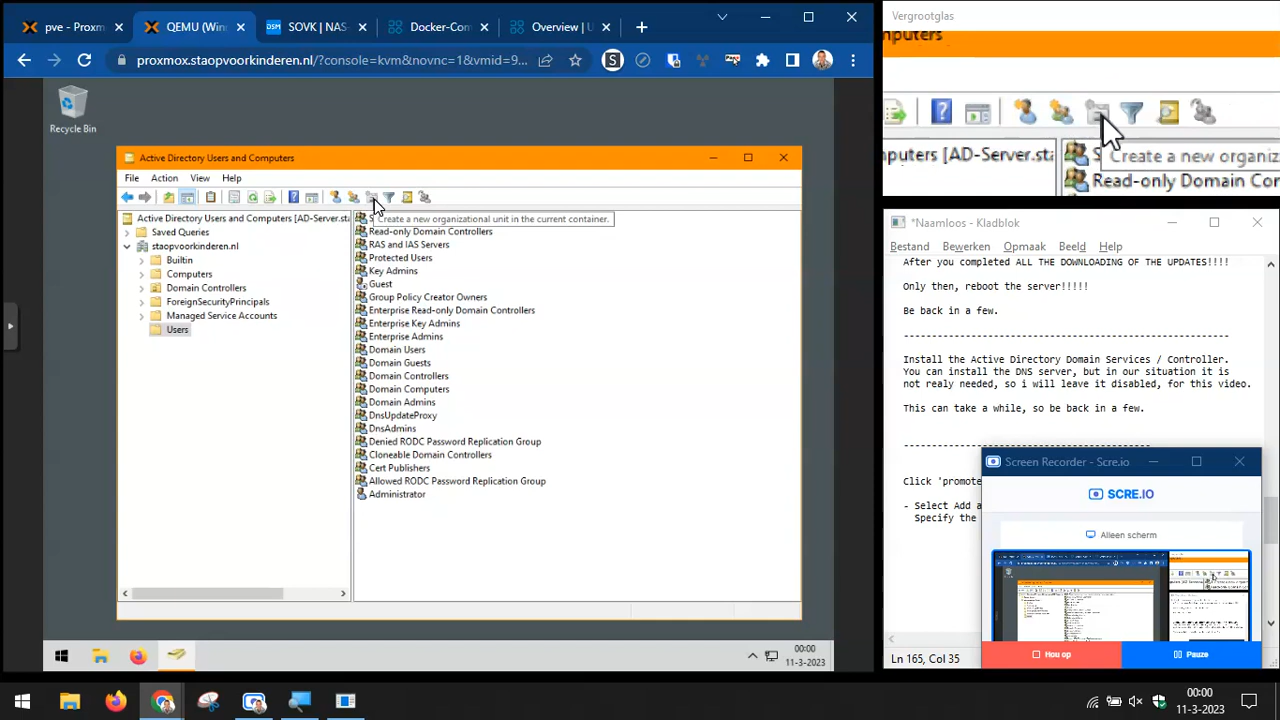 pve - Proxm
QEMU (Win
SOVK | NAS-
Docker-Con
Overview | U
proxmox.staopvoorkinderen.nl/?console=kvm&novnc=1&vmid=9...
Recycle Bin
Active Directory Users and Computers
File Action View Help
Active Directory Users and Computers [AD-Server.sta
Saved Queries
staopvoorkinderen.nl
Builtin
Computers
Domain Controllers
ForeignSecurityPrincipals
Managed Service Accounts
Users
Create a new organizational unit in the current container.
Read-only Domain Controllers
RAS and IAS Servers
Protected Users
Key Admins
Guest
Group Policy Creator Owners
Enterprise Read-only Domain Controllers
Enterprise Key Admins
Enterprise Admins
Domain Users
Domain Guests
Domain Controllers
Domain Computers
Domain Admins
DnsUpdateProxy
DnsAdmins
Denied RODC Password Replication Group
Cloneable Domain Controllers
Cert Publishers
Allowed RODC Password Replication Group
Administrator
00:00
11-3-2023
Vergrootglas
omputers
puters [AD-Server.sta
S
Create a new organiz
Read-only Domain Co
*Naamloos - Kladblok
Bestand Bewerken Opmaak Beeld Help
After you completed ALL THE DOWNLOADING OF THE UPDATES!!!!
Only then, reboot the server!!!!!
Be back in a few.
Install the Active Directory Domain Services / Controller.
You can install the DNS server, but in our situation it is
not realy needed, so i will leave it disabled, for this video.
This can take a while, so be back in a few.
Click 'promote
- Select Add a
Specify the
Screen Recorder - Scre.io
SCRE.IO
Alleen scherm
Hou op
Pauze
Ln 165, Col 35
00:00
11-3-2023